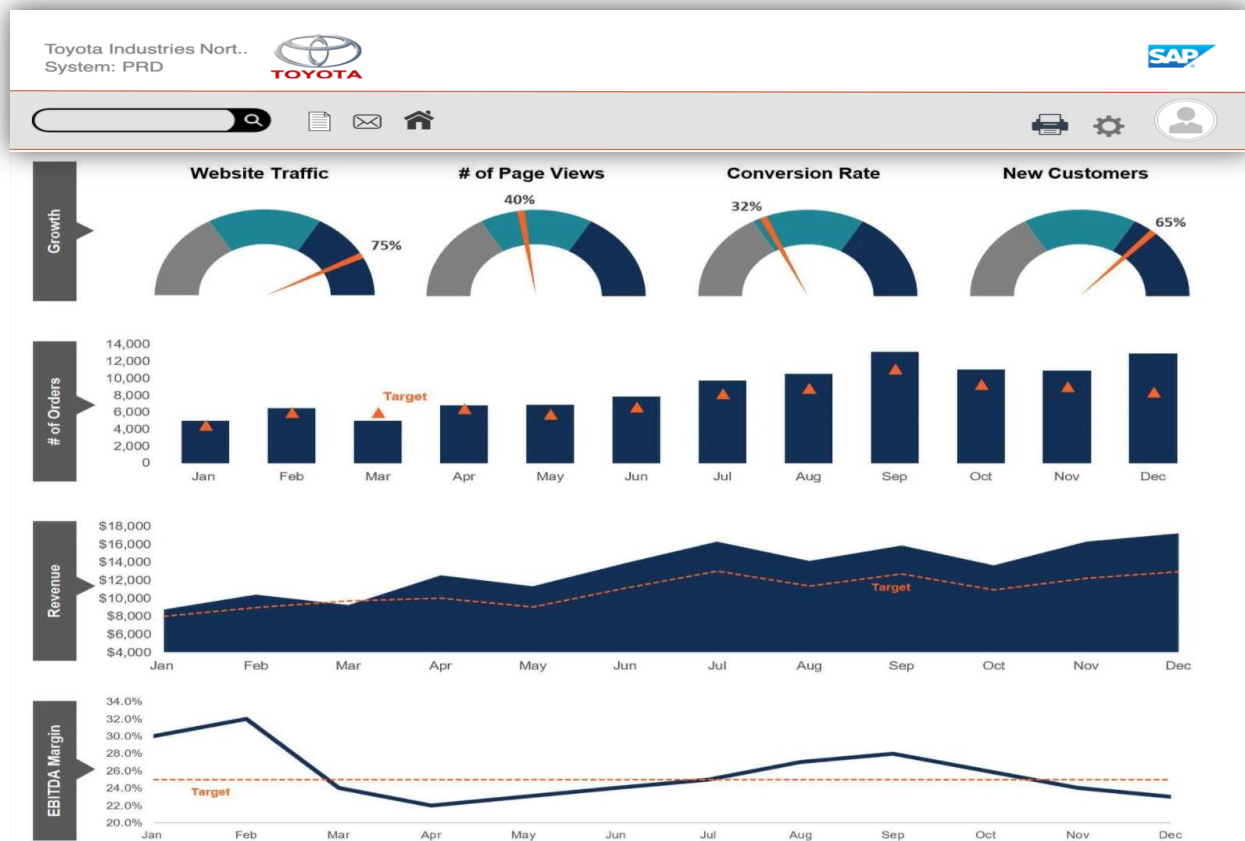 Toyota Industries Nort..
System: PRD
TOYOTA
SAP
Growth
Website Traffic
75%
# of Page Views
40%
Conversion Rate
32%
New Customers
65%
# of Orders
14,000
12,000
10,000
8,000
6,000
4,000
2,000
0
Target
Jan Feb Mar Apr May Jun Jul Aug Sep Oct Nov Dec
Revenue
$18,000
$16,000
$14,000
$12,000
$10,000
$8,000
$6,000
$4,000
Target
Jan Feb Mar Apr May Jun Jul Aug Sep Oct Nov Dec
EBITDA Margin
34.0%
32.0%
30.0%
28.0%
26.0%
24.0%
22.0%
20.0%
Target
Jan Feb Mar Apr May Jun Jul Aug Sep Oct Nov Dec